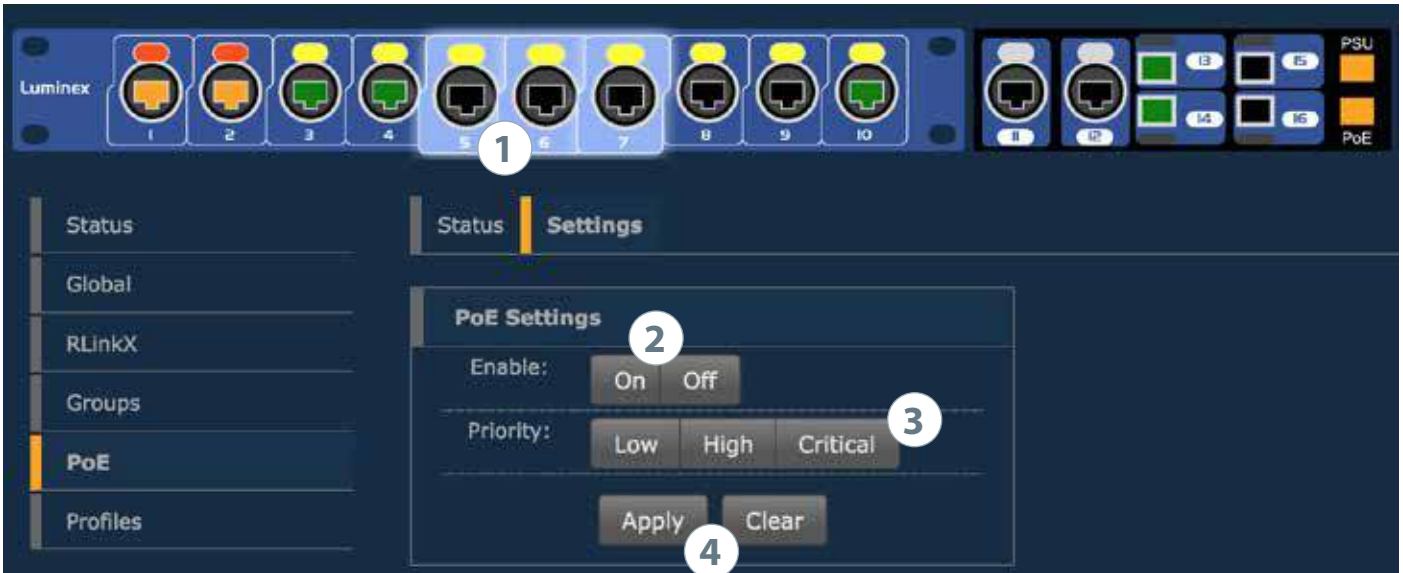 Luminex
1 2 3 4 5 6 7 8 9 10
11 12 13 14 15 16
PSU
PoE
1
Status
Global
RLinkX
Groups
PoE
Profiles
Status Settings
PoE Settings
2
Enable: On Off
3
Priority: Low High Critical
Apply Clear
4